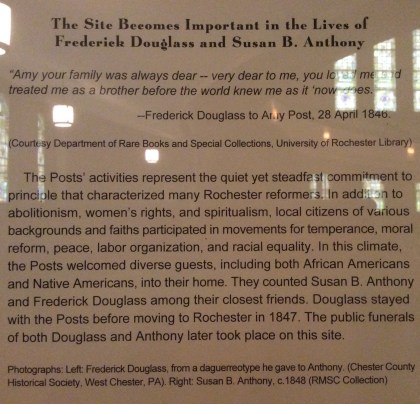 The Site Becomes Important in the Lives of
Frederick Douglass and Susan B. Anthony
"Amy your family was always dear -- very dear to me, you loved me and
treated me as a brother before the world knew me as it 'now does.'
--Frederick Douglass to Amy Post, 28 April 1846.
(Courtesy Department of Rare Books and Special Collections, University of Rochester Library)
The Posts' activities represent the quiet yet steadfast commitment to
principle that characterized many Rochester reformers. In addition to
abolitionism, women's rights, and spiritualism, local citizens of various
backgrounds and faiths participated in movements for temperance, moral
reform, peace, labor organization, and racial equality. In this climate,
the Posts welcomed diverse guests, including both African Americans
and Native Americans, into their home. They counted Susan B. Anthony
and Frederick Douglass among their closest friends. Douglass stayed
with the Posts before moving to Rochester in 1847. The public funerals
of both Douglass and Anthony later took place on this site.
Photographs: Left: Frederick Douglass, from a daguerreotype he gave to Anthony. (Chester County
Historical Society, West Chester, PA). Right: Susan B. Anthony, c.1848 (RMSC Collection)